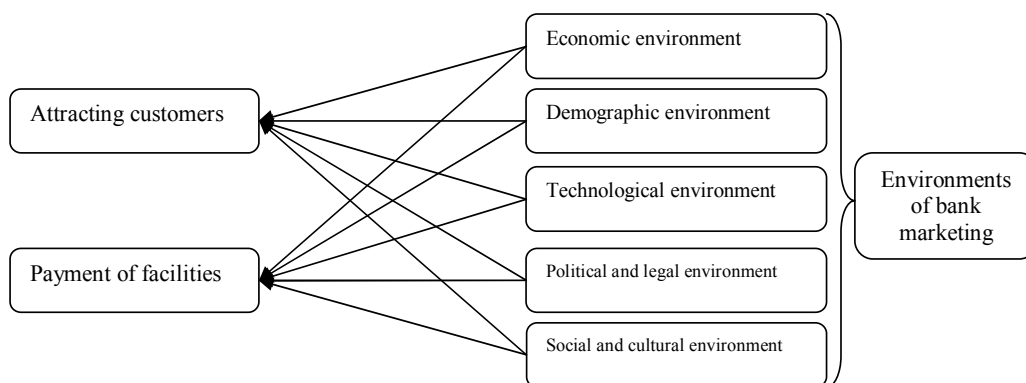 Economic environment
Attracting customers
Demographic environment
Technological environment
Environments
of bank
marketing
Payment of facilities
Political and legal environment
Social and cultural environment